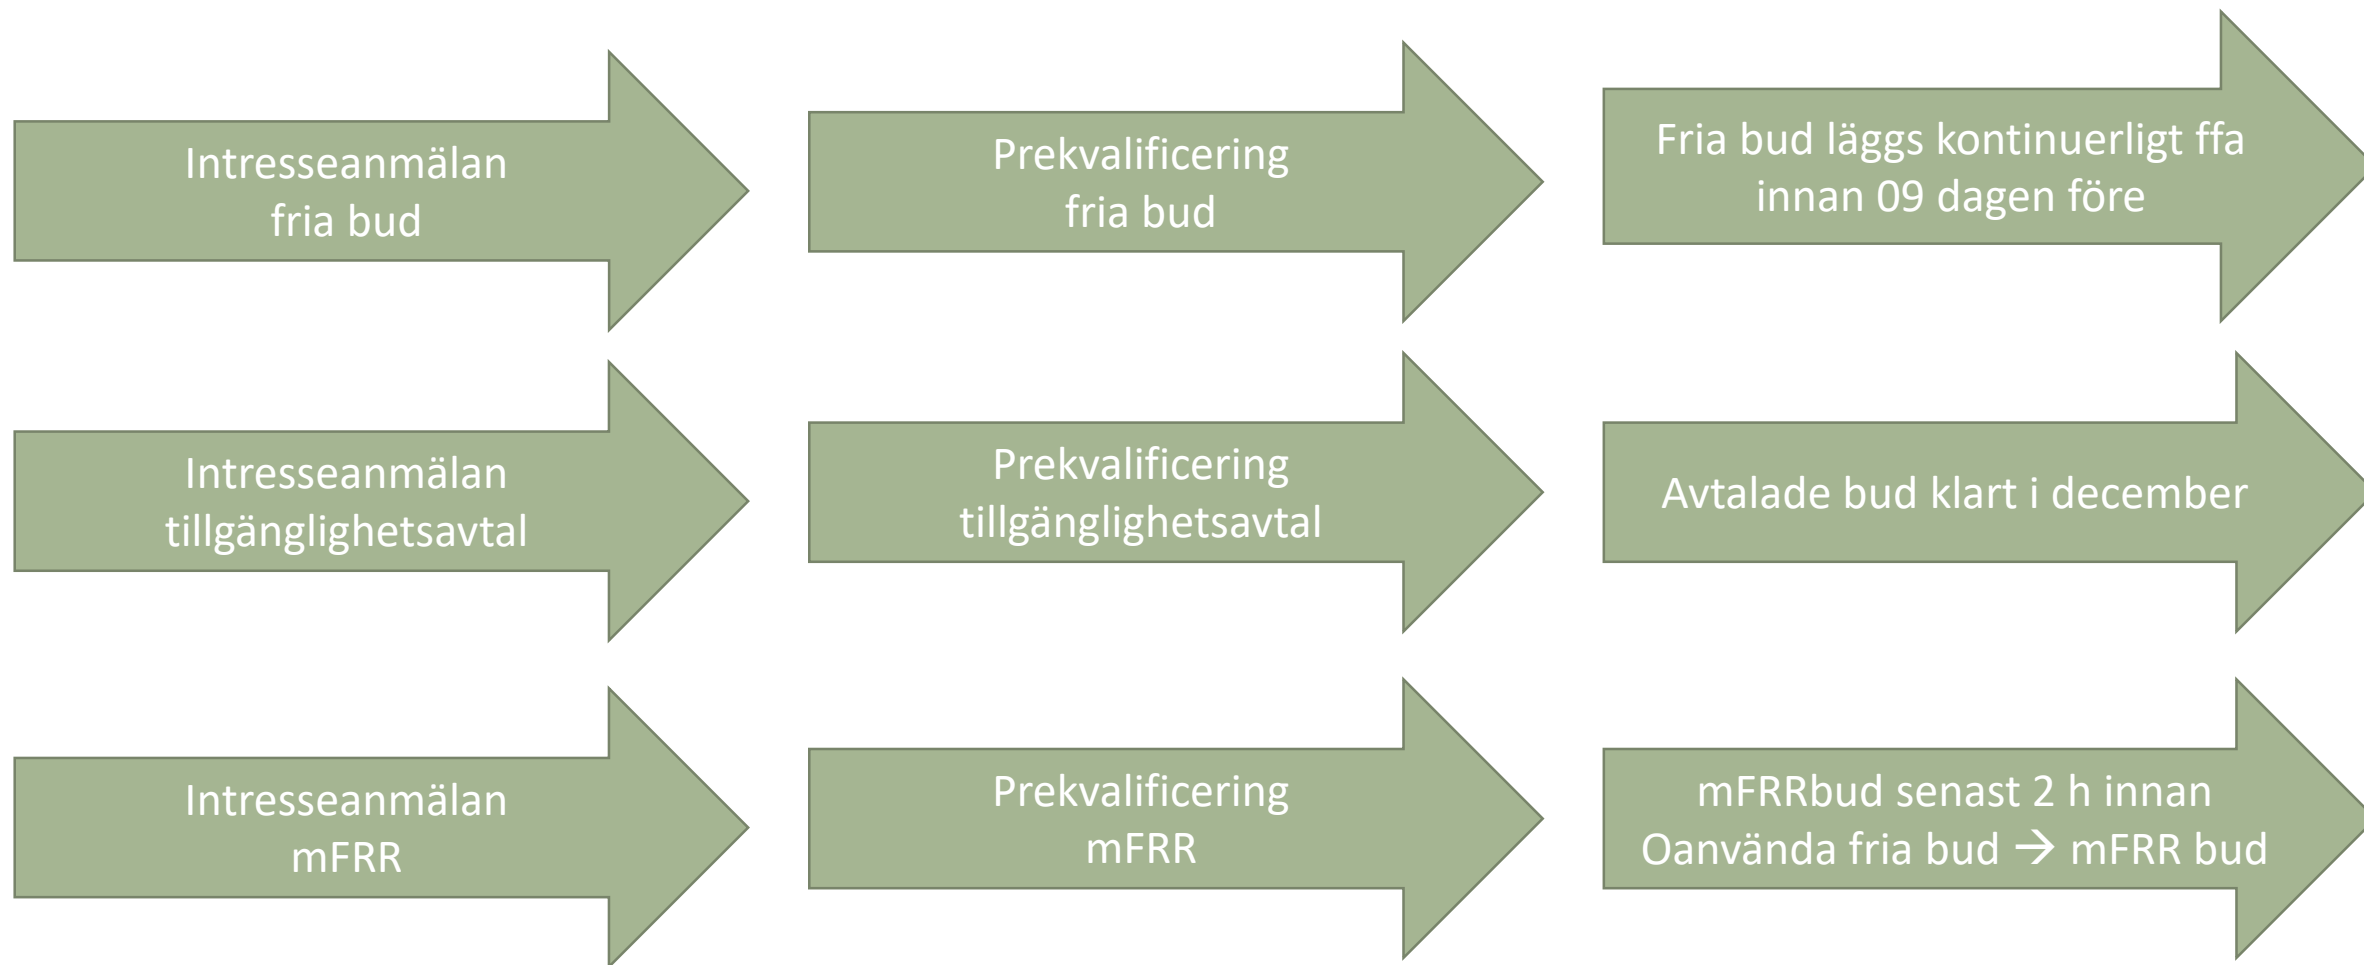 Intresseanmälan
fria bud
Prekvalificering
fria bud
Fria bud läggs kontinuerligt ffa
innan 09 dagen före
Intresseanmälan
tillgänglighetsavtal
Prekvalificering
tillgänglighetsavtal
Avtalade bud klart i december
Intresseanmälan
mFRR
Prekvalificering
mFRR
mFRRbud senast 2 h innan
Oanvända fria bud → mFRR bud